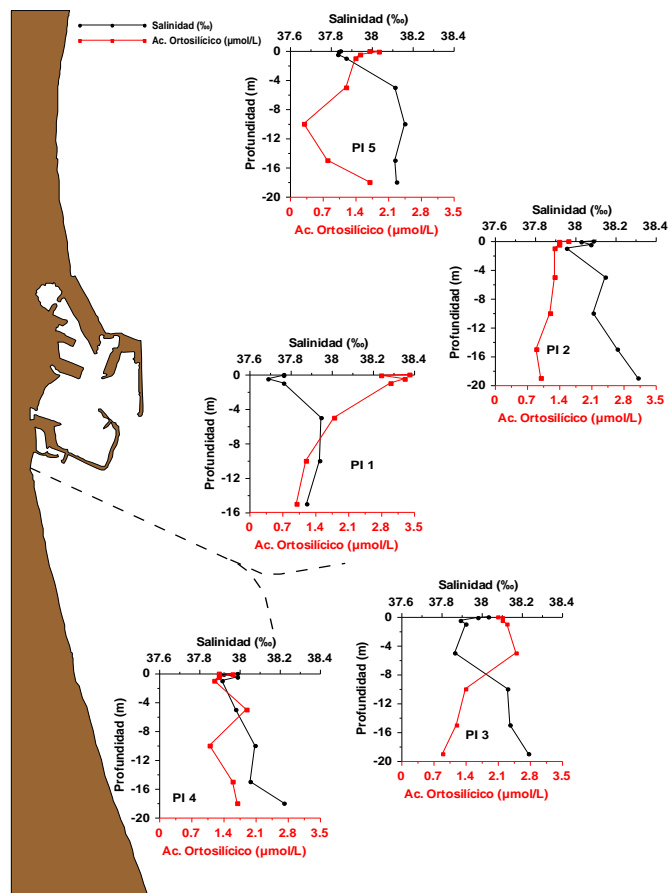 Salinidad (‰)
Ac. Ortosilícico (µmol/L)
Salinidad (‰)
37.6 37.8 38 38.2 38.4
0
-4
-8
-12
-16
-20
Profundidad (m)
PI 5
0 0.7 1.4 2.1 2.8 3.5
Ac. Ortosilícico (µmol/L)
Salinidad (‰)
37.6 37.8 38 38.2 38.4
0
-4
-8
-12
-16
-20
Profundidad (m)
PI 2
0 0.7 1.4 2.1 2.8 3.5
Ac. Ortosilícico (µmol/L)
Salinidad (‰)
37.6 37.8 38 38.2 38.4
0
-4
-8
-12
-16
Profundidad (m)
PI 1
0 0.7 1.4 2.1 2.8 3.5
Ac. Ortosilícico (µmol/L)
Salinidad (‰)
37.6 37.8 38 38.2 38.4
0
-4
-8
-12
-16
-20
Profundidad (m)
PI 3
0 0.7 1.4 2.1 2.8 3.5
Ac. Ortosilícico (µmol/L)
Salinidad (‰)
37.6 37.8 38 38.2 38.4
0
-4
-8
-12
-16
-20
Profundidad (m)
PI 4
0 0.7 1.4 2.1 2.8 3.5
Ac. Ortosilícico (µmol/L)